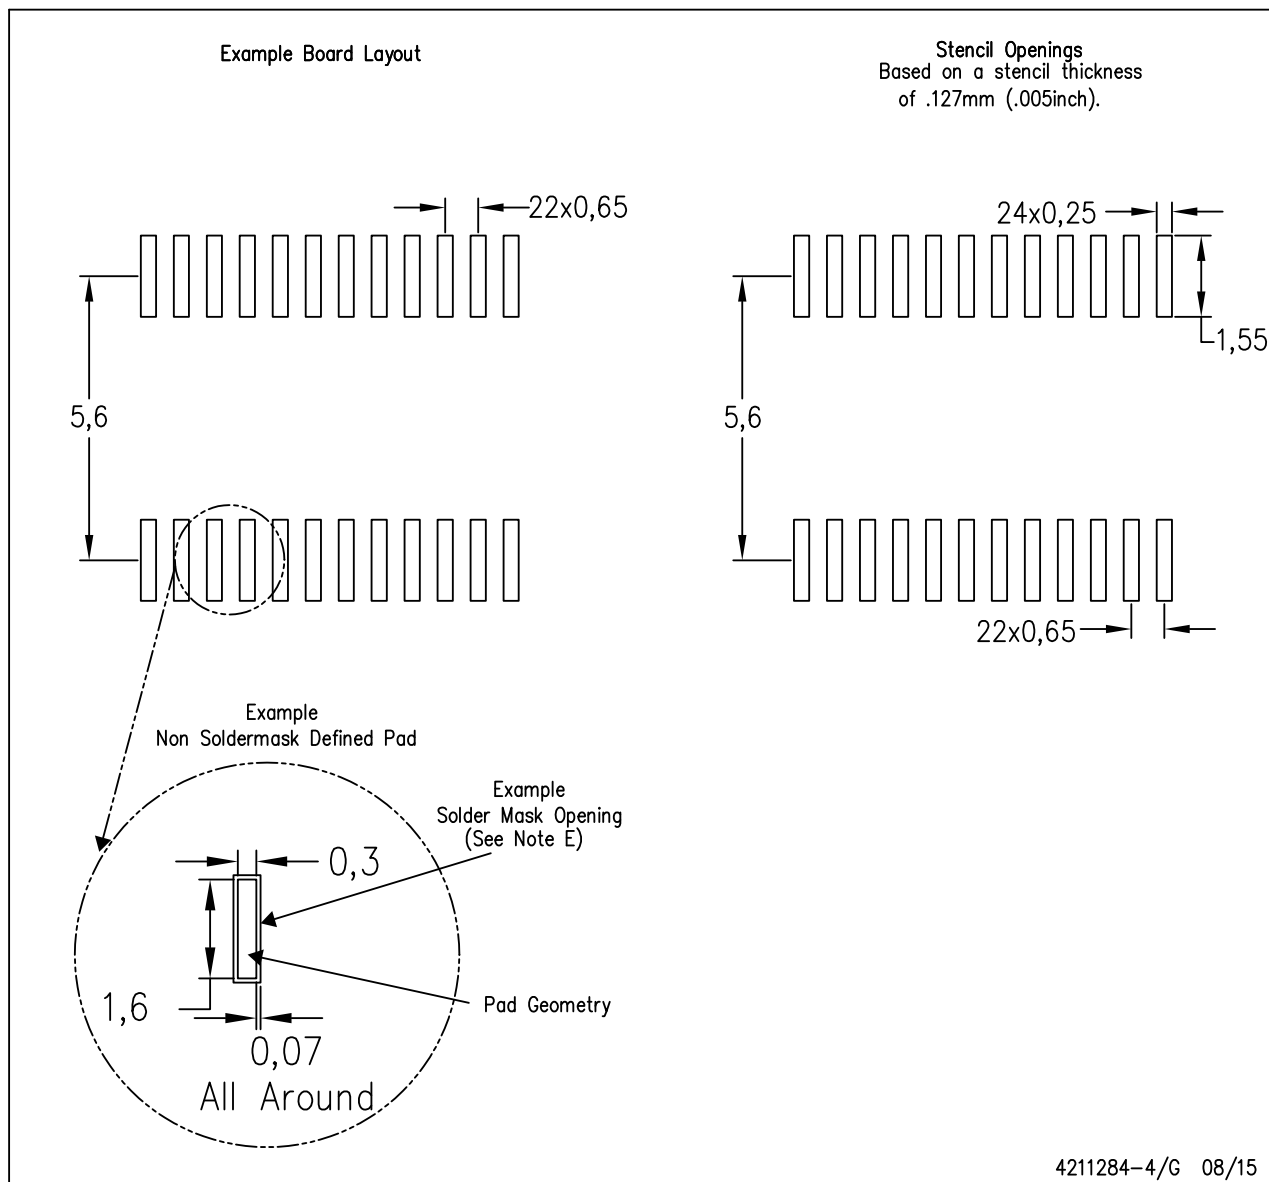 Example Board Layout
Stencil Openings
Based on a stencil thickness
of .127mm (.005inch).
22x0,65
24x0,25
1,55
5,6
5,6
22x0,65
Example
Non Soldermask Defined Pad
Example
Solder Mask Opening
(See Note E)
0,3
1,6
Pad Geometry
0,07
All Around
4211284-4/G 08/15